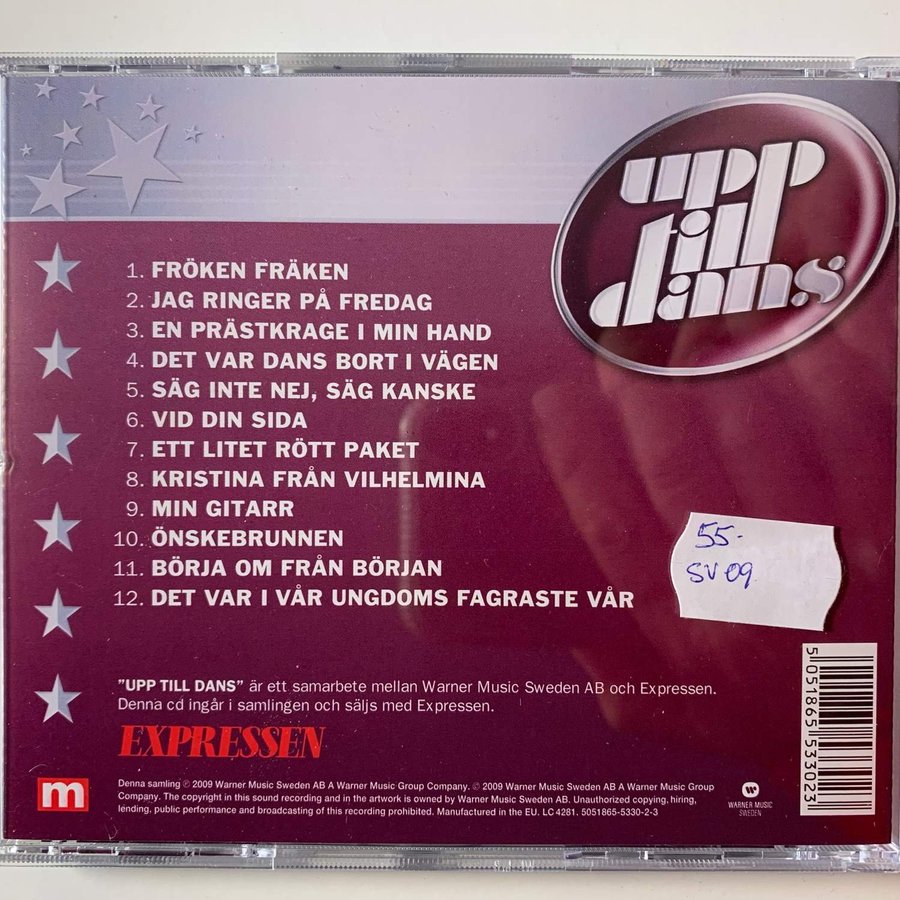 upp
till
dans
1. FRÖKEN FRÄKEN
2. JAG RINGER PÅ FREDAG
3. EN PRÄSTKRAGE I MIN HAND
4. DET VAR DANS BORT I VÄGEN
5. SÄG INTE NEJ, SÄG KANSKE
6. VID DIN SIDA
7. ETT LITET RÖTT PAKET
8. KRISTINA FRÅN VILHELMINA
9. MIN GITARR
10. ÖNSKEBRUNNEN
11. BÖRJA OM FRÅN BÖRJAN
12. DET VAR I VÅR UNGDOMS FAGRASTE VÅR
55-
SV 09
"UPP TILL DANS" är ett samarbete mellan Warner Music Sweden AB och Expressen.
Denna cd ingår i samlingen och säljs med Expressen.
EXPRESSEN
m
Denna samling ℗ 2009 Warner Music Sweden AB A Warner Music Group Company. © 2009 Warner Music Sweden AB A Warner Music Group
Company. The copyright in this sound recording and in the artwork is owned by Warner Music Sweden AB. Unauthorized copying, hiring,
lending, public performance and broadcasting of this recording prohibited. Manufactured in the EU. LC 4281. 5051865-5330-2-3
WARNER MUSIC
SWEDEN
5 051865 533023